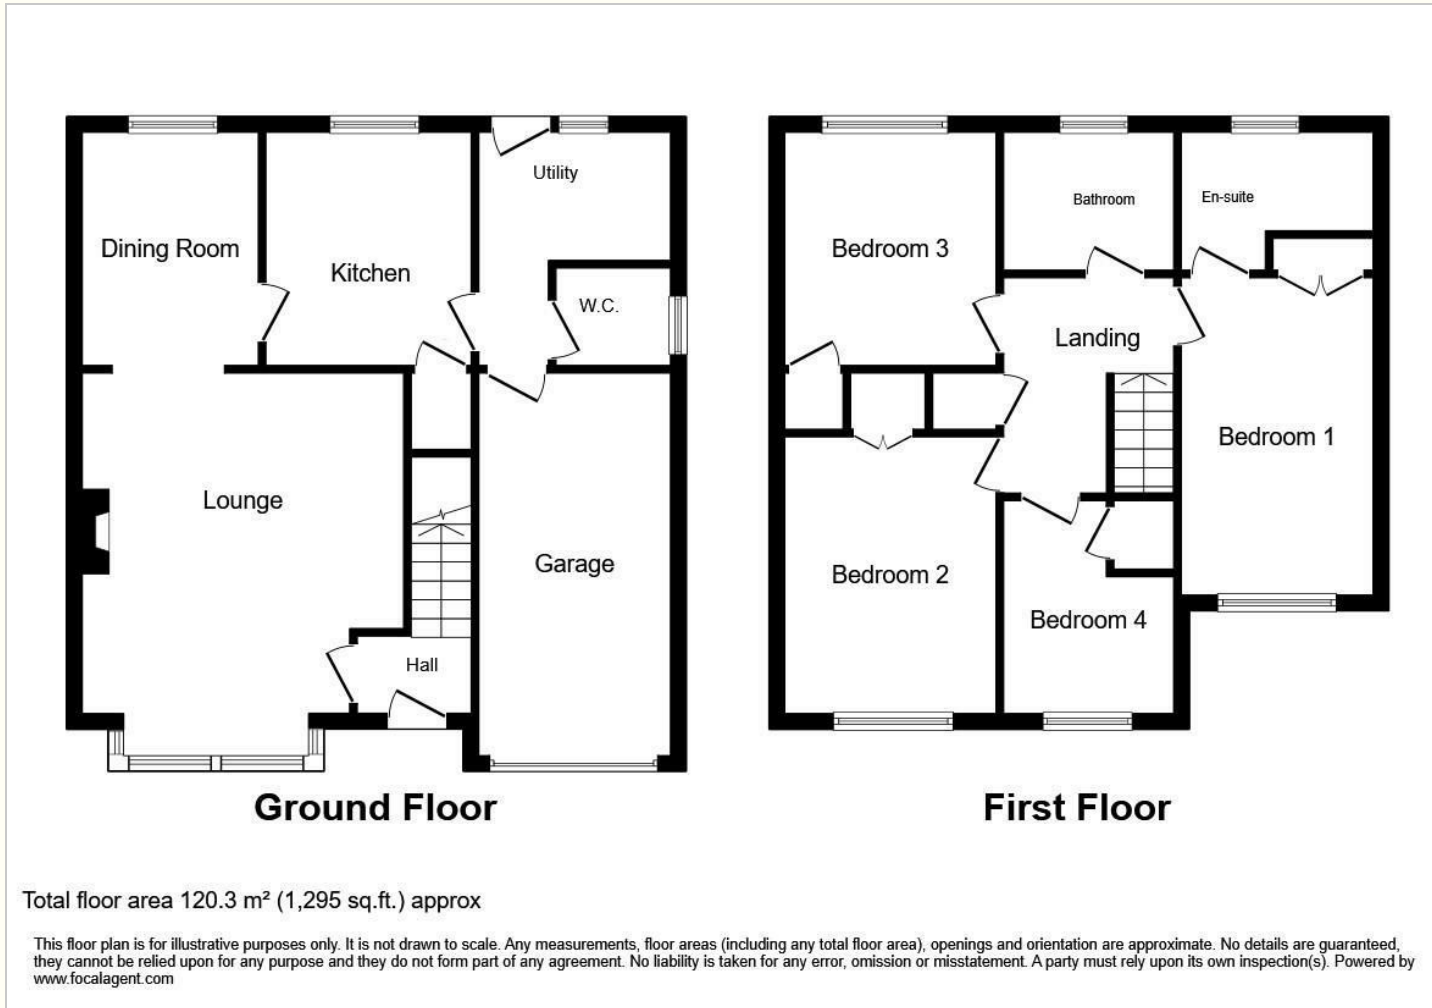 Utility
Dining Room
Kitchen
W.C.
Lounge
Garage
Hall
Ground Floor
Bathroom
En-suite
Bedroom 3
Landing
Bedroom 1
Bedroom 2
Bedroom 4
First Floor
Total floor area 120.3 m² (1,295 sq.ft.) approx
This floor plan is for illustrative purposes only. It is not drawn to scale. Any measurements, floor areas (including any total floor area), openings and orientation are approximate. No details are guaranteed,
they cannot be relied upon for any purpose and they do not form part of any agreement. No liability is taken for any error, omission or misstatement. A party must rely upon its own inspection(s). Powered by
www.focalagent.com